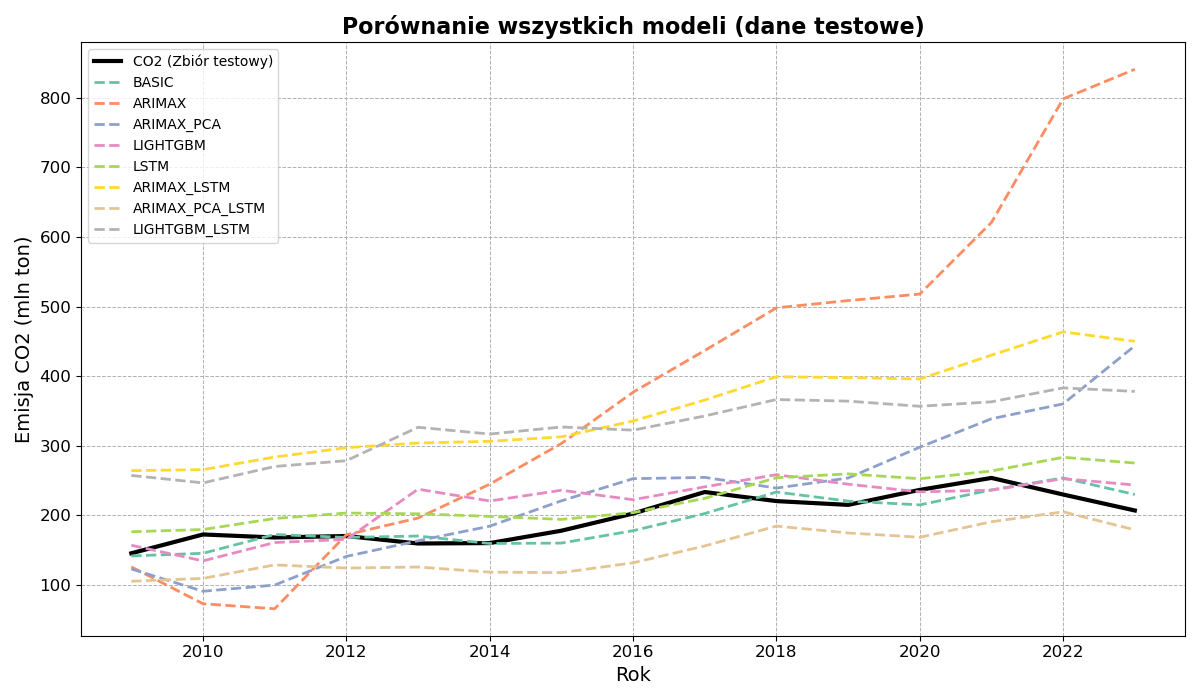 Porównanie wszystkich modeli (dane testowe)
CO2 (Zbiór testowy)
BASIC
ARIMAX
ARIMAX_PCA
LIGHTGBM
LSTM
ARIMAX_LSTM
ARIMAX_PCA_LSTM
LIGHTGBM_LSTM
Emisja CO2 (mln ton)
800
700
600
500
400
300
200
100
2010 2012 2014 2016 2018 2020 2022
Rok